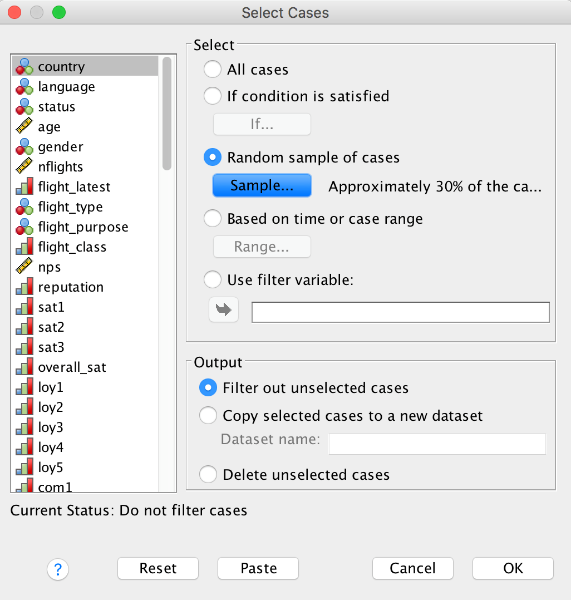 Select Cases
country
language
status
age
gender
nflights
flight_latest
flight_type
flight_purpose
flight_class
nps
reputation
sat1
sat2
sat3
overall_sat
loy1
loy2
loy3
loy4
loy5
com1
Select
All cases
If condition is satisfied
If...
Random sample of cases
Sample... Approximately 30% of the ca...
Based on time or case range
Range...
Use filter variable:
Output
Filter out unselected cases
Copy selected cases to a new dataset
Dataset name:
Delete unselected cases
Current Status: Do not filter cases
? Reset Paste Cancel OK